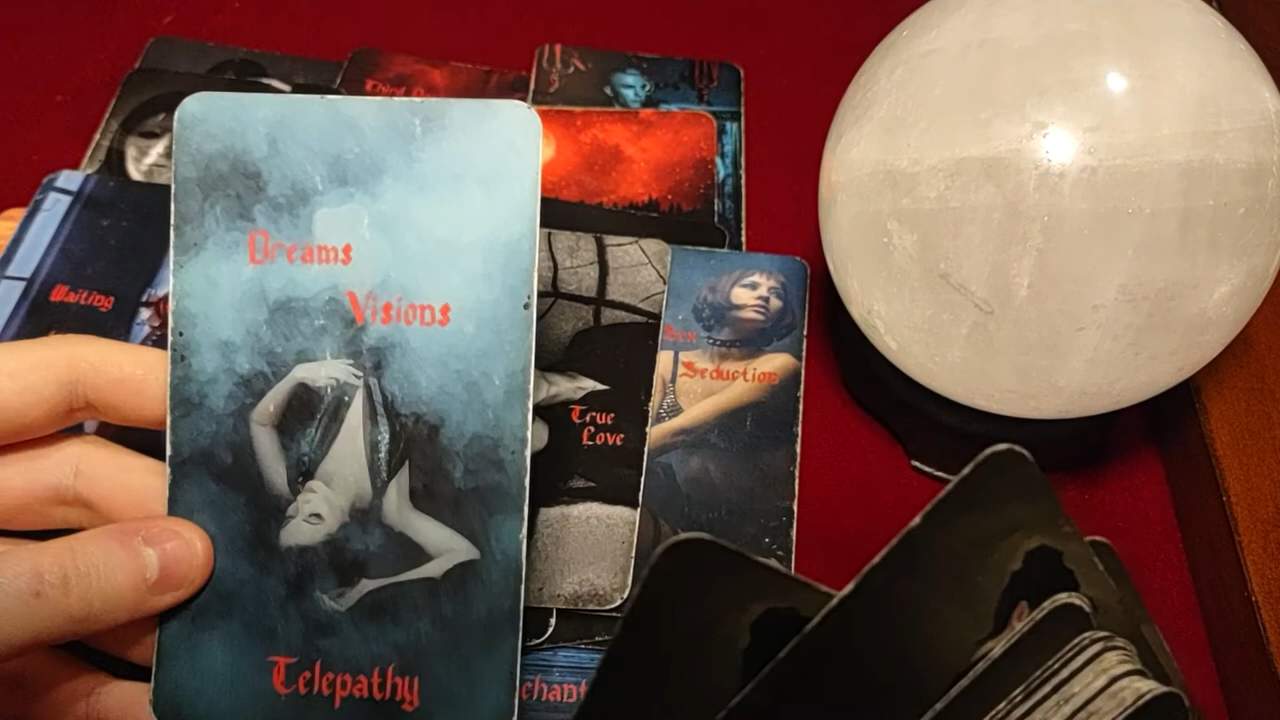 Dreams
Visions
Telepathy
Waiting
True
Love
Sex
Seduction